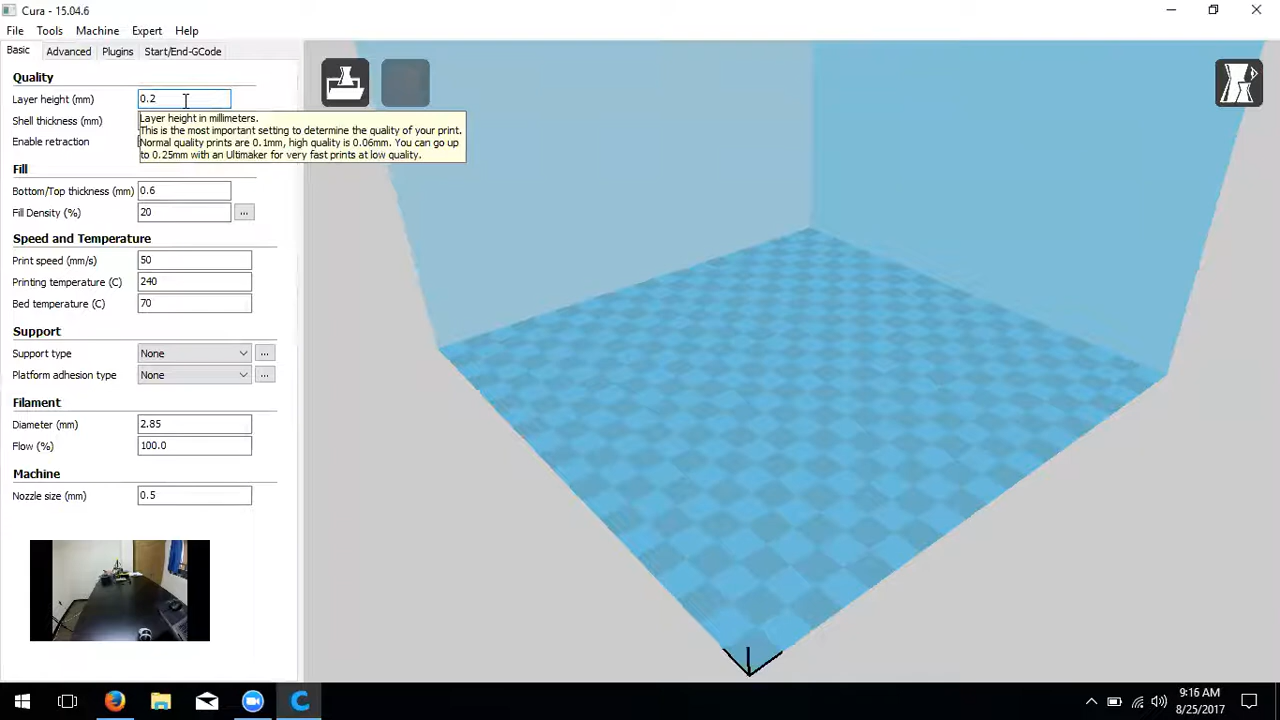 Cura - 15.04.6
File Tools Machine Expert Help
Basic Advanced Plugins Start/End-GCode
Quality
Layer height (mm) 0.2
Shell thickness (mm)
Enable retraction
Layer height in millimeters.
This is the most important setting to determine the quality of your print.
Normal quality prints are 0.1mm, high quality is 0.06mm. You can go up
to 0.25mm with an Ultimaker for very fast prints at low quality.
Fill
Bottom/Top thickness (mm) 0.6
Fill Density (%) 20 ...
Speed and Temperature
Print speed (mm/s) 50
Printing temperature (C) 240
Bed temperature (C) 70
Support
Support type None ...
Platform adhesion type None ...
Filament
Diameter (mm) 2.85
Flow (%) 100.0
Machine
Nozzle size (mm) 0.5
9:16 AM
8/25/2017